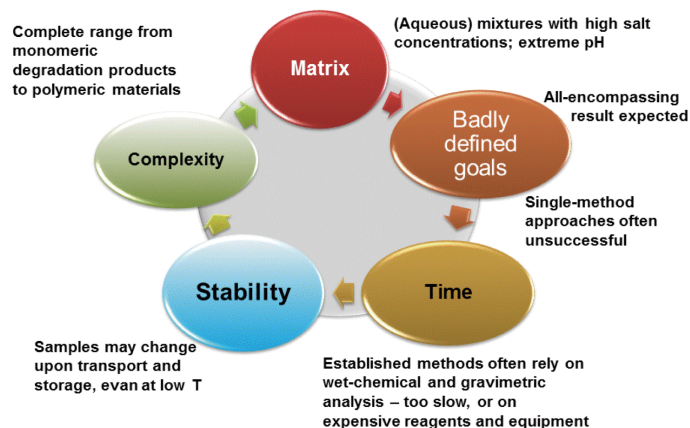 Complete range from
monomeric
degradation products
to polymeric materials
Matrix
(Aqueous) mixtures with high salt
concentrations; extreme pH
Badly
defined
goals
All-encompassing
result expected
Single-method
approaches often
unsuccessful
Complexity
Stability
Time
Samples may change
upon transport and
storage, evan at low T
Established methods often rely on
wet-chemical and gravimetric
analysis – too slow, or on
expensive reagents and equipment